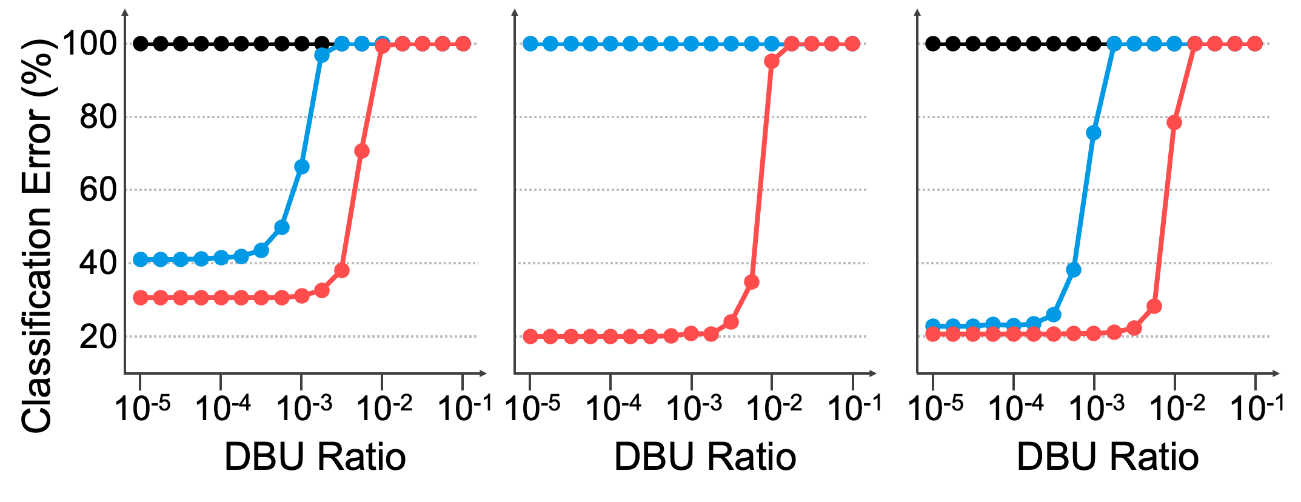 Classification Error (%)
100
80
60
40
20
10⁻⁵ 10⁻⁴ 10⁻³ 10⁻² 10⁻¹
DBU Ratio
10⁻⁵ 10⁻⁴ 10⁻³ 10⁻² 10⁻¹
DBU Ratio
10⁻⁵ 10⁻⁴ 10⁻³ 10⁻² 10⁻¹
DBU Ratio